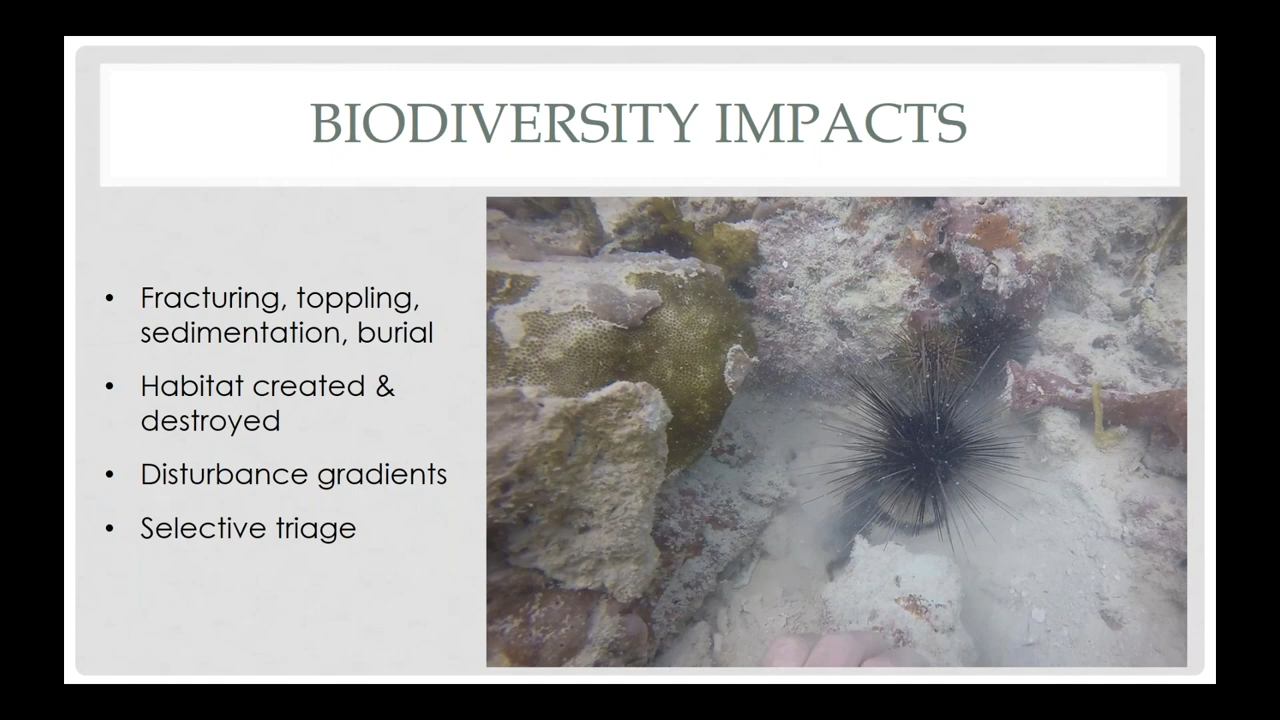 BIODIVERSITY IMPACTS
• Fracturing, toppling,
sedimentation, burial
• Habitat created &
destroyed
• Disturbance gradients
• Selective triage